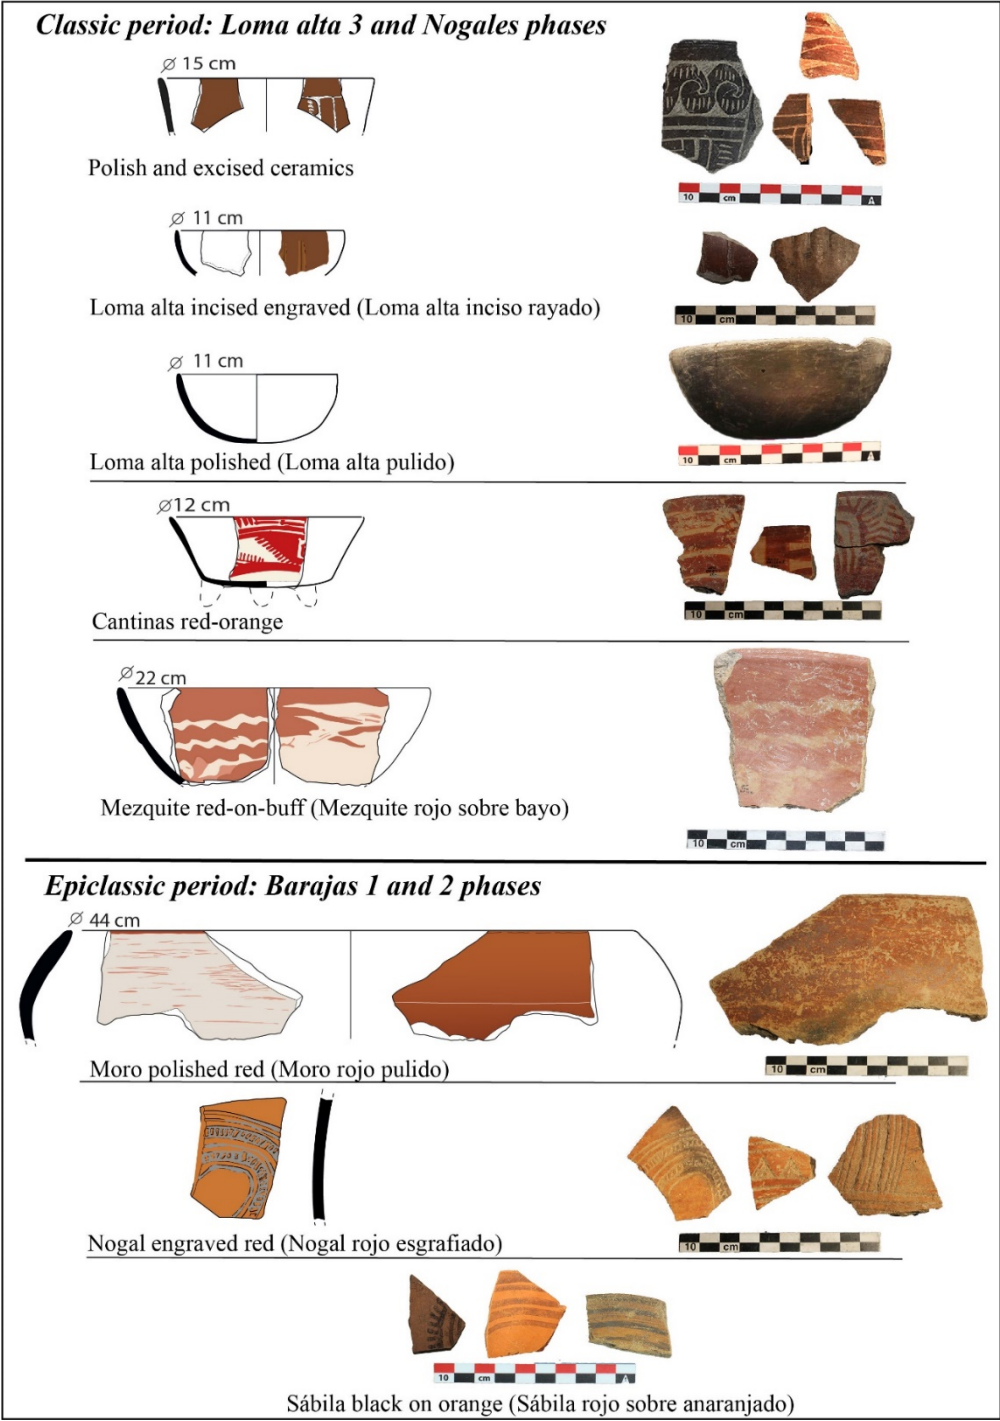 Classic period: Loma alta 3 and Nogales phases
⌀ 15 cm
Polish and excised ceramics
10 cm A
⌀ 11 cm
Loma alta incised engraved (Loma alta inciso rayado)
10 cm
⌀ 11 cm
Loma alta polished (Loma alta pulido)
10 cm A
⌀12 cm
Cantinas red-orange
10 cm
⌀ 22 cm
Mezquite red-on-buff (Mezquite rojo sobre bayo)
10 cm
Epiclassic period: Barajas 1 and 2 phases
⌀ 44 cm
Moro polished red (Moro rojo pulido)
10 cm
Nogal engraved red (Nogal rojo esgrafiado)
10 cm
10 cm A
Sábila black on orange (Sábila rojo sobre anaranjado)